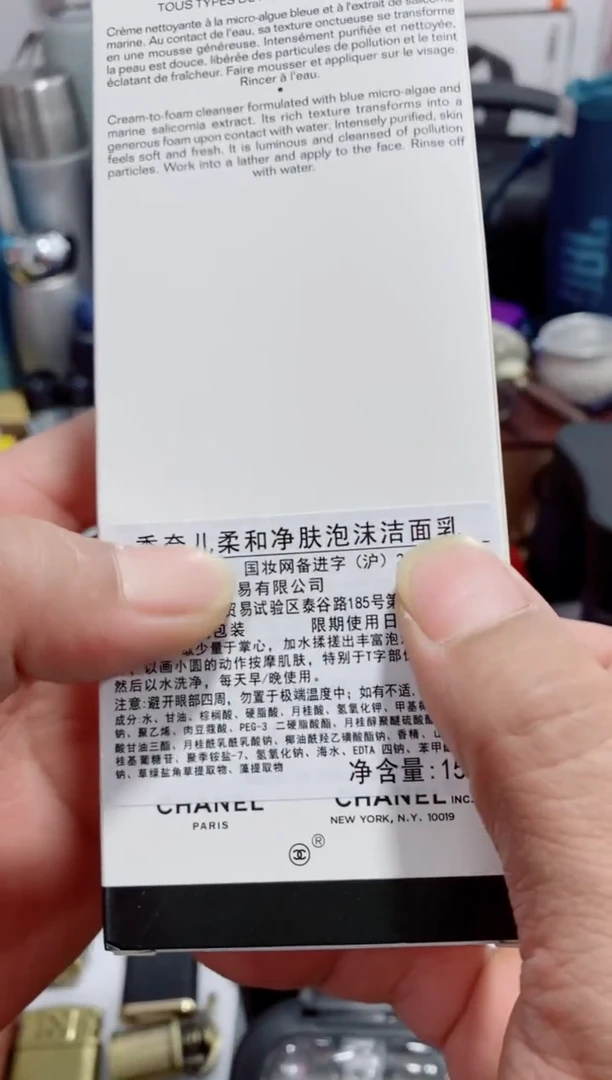 TOUS TYPES DE
Crème nettoyante à la micro-algue bleue et à l'extrait de salicorne
marine. Au contact de l'eau, sa texture onctueuse se transforme
en une mousse généreuse. Intensément purifiée et nettoyée,
la peau est douce, libérée des particules de pollution et le teint
éclatant de fraîcheur. Faire mousser et appliquer sur le visage.
Rincer à l'eau.
Cream-to-foam cleanser formulated with blue micro-algae and
marine salicornia extract. Its rich texture transforms into a
generous foam upon contact with water. Intensely purified, skin
feels soft and fresh. It is luminous and cleansed of pollution
particles. Work into a lather and apply to the face. Rinse off
with water.
香奈儿柔和净肤泡沫洁面乳
国妆网备进字（沪）2
易有限公司
贸易试验区泰谷路185号第
包装 限期使用日
取少量于掌心，加水揉搓出丰富泡
，以画小圆的动作按摩肌肤，特别于T字部位
然后以水洗净，每天早/晚使用。
注意:避开眼部四周，勿置于极端温度中；如有不适，
成分:水、甘油、棕榈酸、硬脂酸、月桂酸、氢氧化钾、甲基
钠、聚乙烯、肉豆蔻酸、PEG-3 二硬脂酸酯、月桂醇聚醚硫酸酯
酸甘油三酯、月桂酰乳酰乳酸钠、椰油酰羟乙磺酸酯钠、香精、山
桂基葡糖苷、聚季铵盐-7、氢氧化钠、海水、EDTA 四钠、苯甲
钠、草绿盐角草提取物、藻提取物
净含量:15
CHANEL CHANEL INC.
PARIS NEW YORK, N.Y. 10019
®